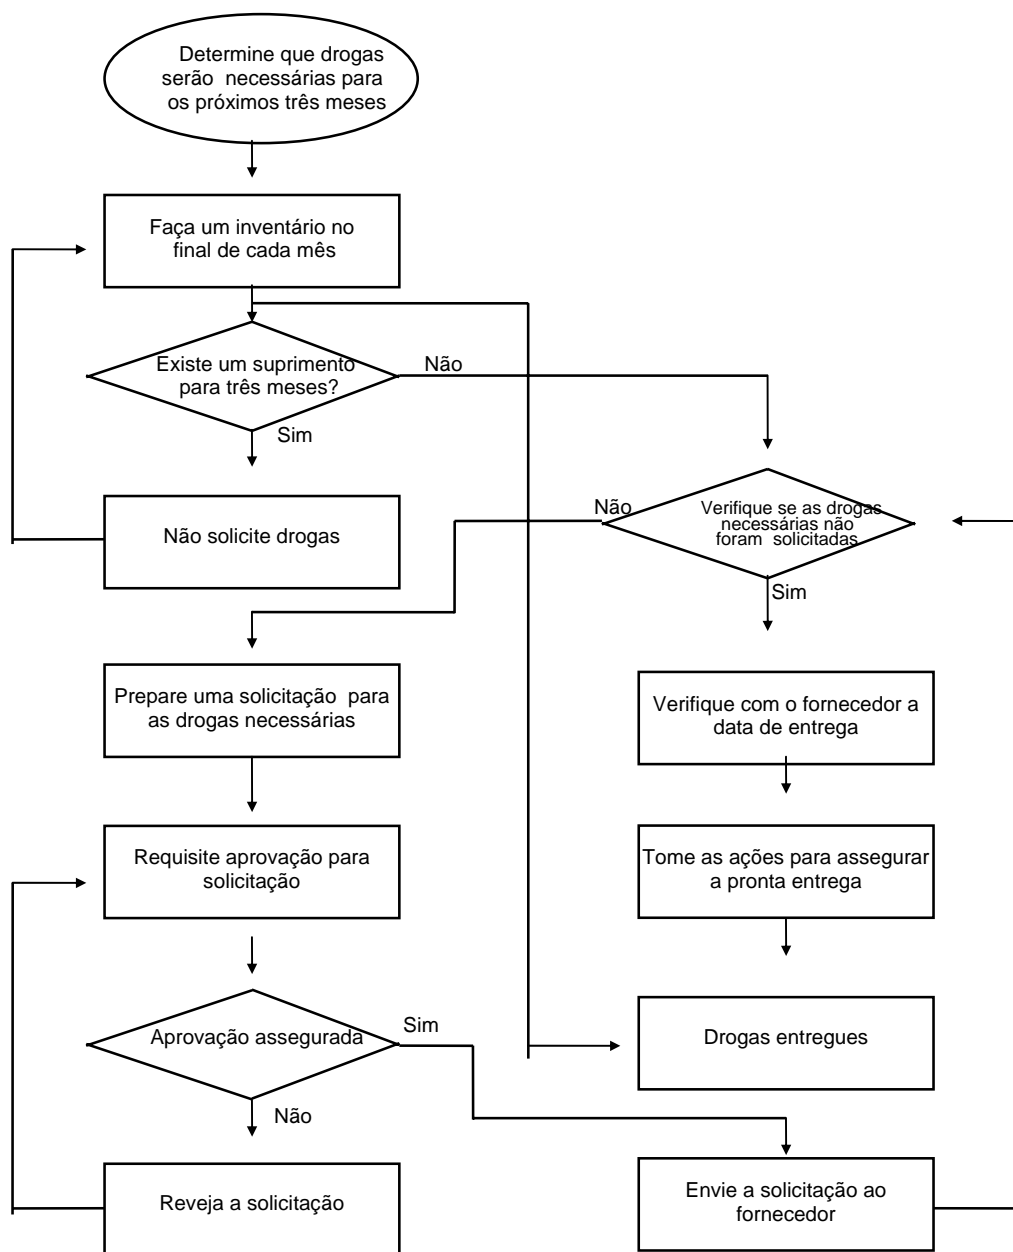 Determine que drogas
serão necessárias para
os próximos três meses
Faça um inventário no
final de cada mês
Existe um suprimento
para três meses?
Não
Sim
Não solicite drogas
Não
Verifique se as drogas
necessárias não
foram solicitadas
Sim
Prepare uma solicitação para
as drogas necessárias
Verifique com o fornecedor a
data de entrega
Requisite aprovação para
solicitação
Tome as ações para assegurar
a pronta entrega
Aprovação assegurada
Sim
Drogas entregues
Não
Reveja a solicitação
Envie a solicitação ao
fornecedor